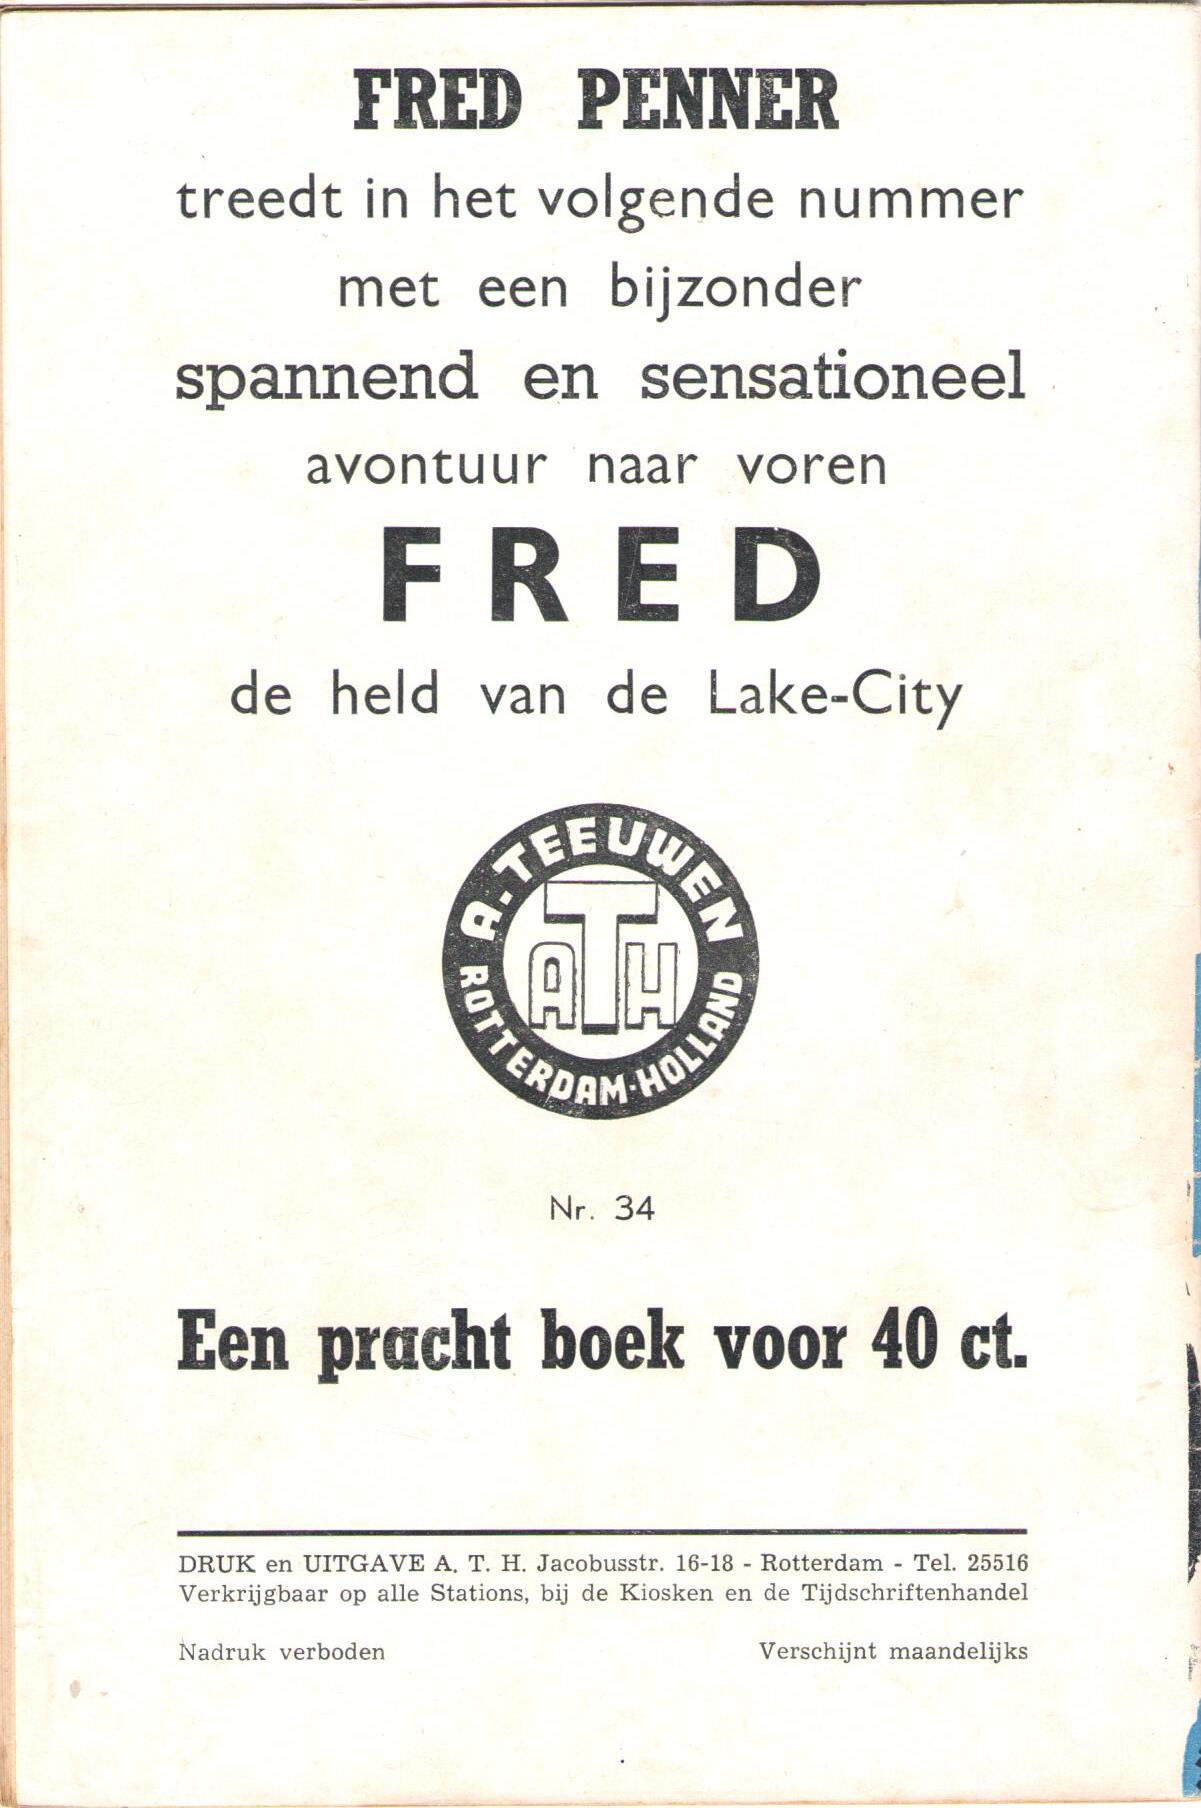 FRED PENNER
treedt in het volgende nummer
met een bijzonder
spannend en sensationeel
avontuur naar voren
FRED
de held van de Lake-City
A. TEEUWEN
ATH
ROTTERDAM·HOLLAND
Nr. 34
Een pracht boek voor 40 ct.
DRUK en UITGAVE A. T. H. Jacobusstr. 16-18 - Rotterdam - Tel. 25516
Verkrijgbaar op alle Stations, bij de Kiosken en de Tijdschriftenhandel
Nadruk verboden Verschijnt maandelijks